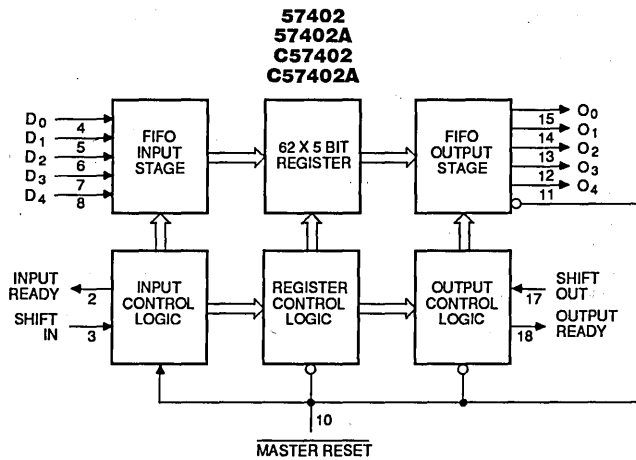 57402
57402A
C57402
C57402A
D0
4
D1
5
D2
6
D3
7
D4
8
FIFO
INPUT
STAGE
62 X 5 BIT
REGISTER
FIFO
OUTPUT
STAGE
O0
15
O1
14
O2
13
O3
12
O4
11
INPUT
READY
2
SHIFT
IN
3
INPUT
CONTROL
LOGIC
REGISTER
CONTROL
LOGIC
OUTPUT
CONTROL
LOGIC
17
SHIFT
OUT
18
OUTPUT
READY
10
MASTER RESET